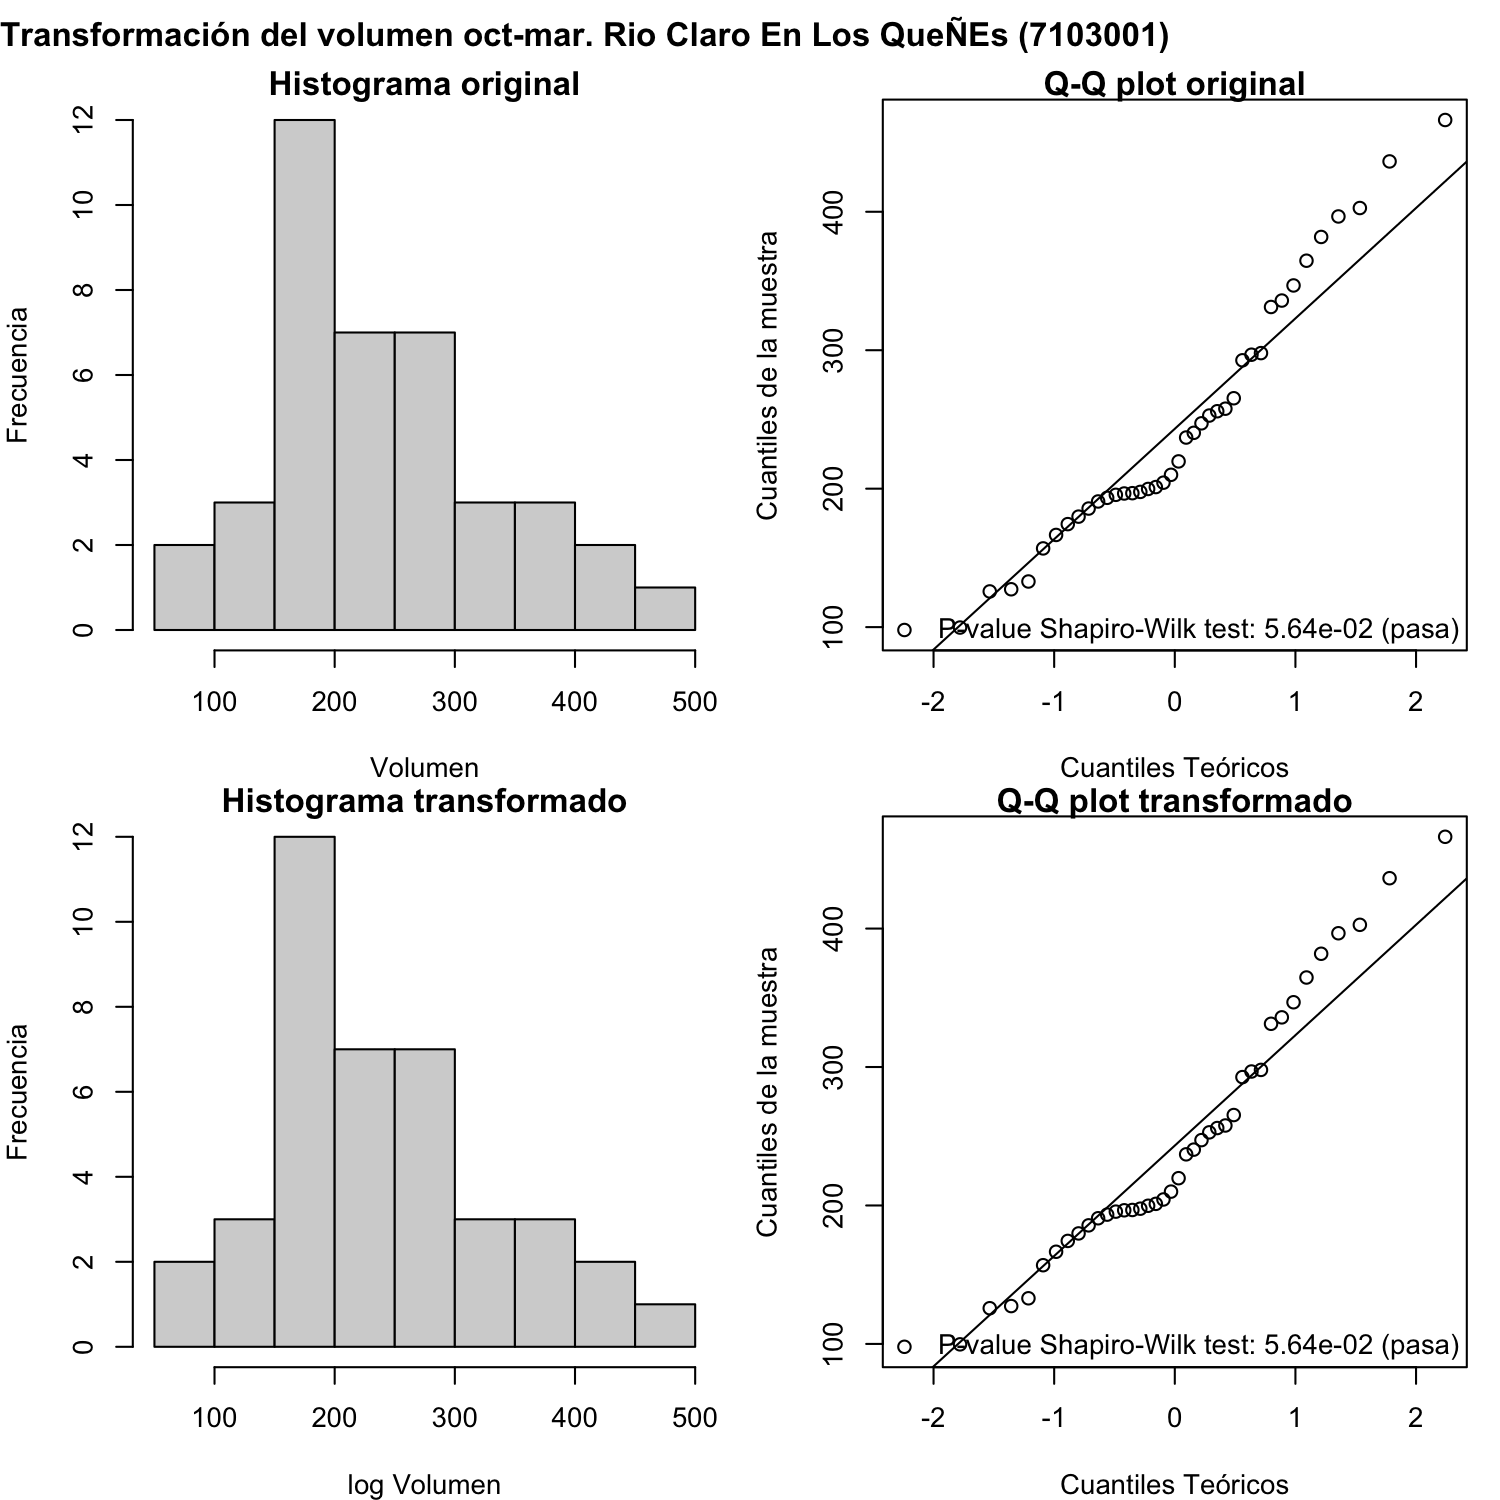 Transformación del volumen oct-mar. Rio Claro En Los QueÑEs (7103001)
Histograma original
Frecuencia
12
10
8
6
4
2
0
100 200 300 400 500
Volumen
Q-Q plot original
Cuantiles de la muestra
400
300
200
100
P-value Shapiro-Wilk test: 5.64e-02 (pasa)
-2 -1 0 1 2
Cuantiles Teóricos
Histograma transformado
Frecuencia
12
10
8
6
4
2
0
100 200 300 400 500
log Volumen
Q-Q plot transformado
Cuantiles de la muestra
400
300
200
100
P-value Shapiro-Wilk test: 5.64e-02 (pasa)
-2 -1 0 1 2
Cuantiles Teóricos